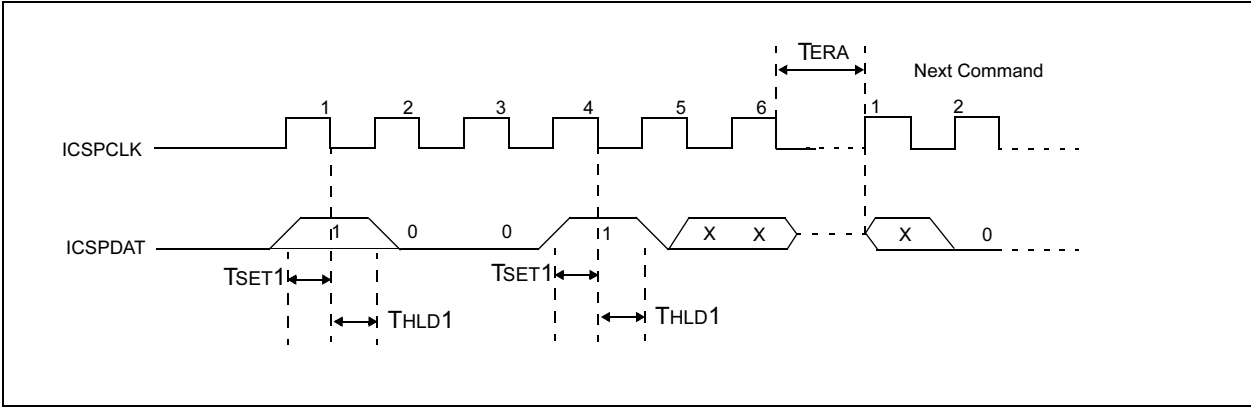 TERA
Next Command
1 2 3 4 5 6 1 2
ICSPCLK
ICSPDAT
1 0 0 1 X X X 0
TSET1 TSET1
THLD1 THLD1